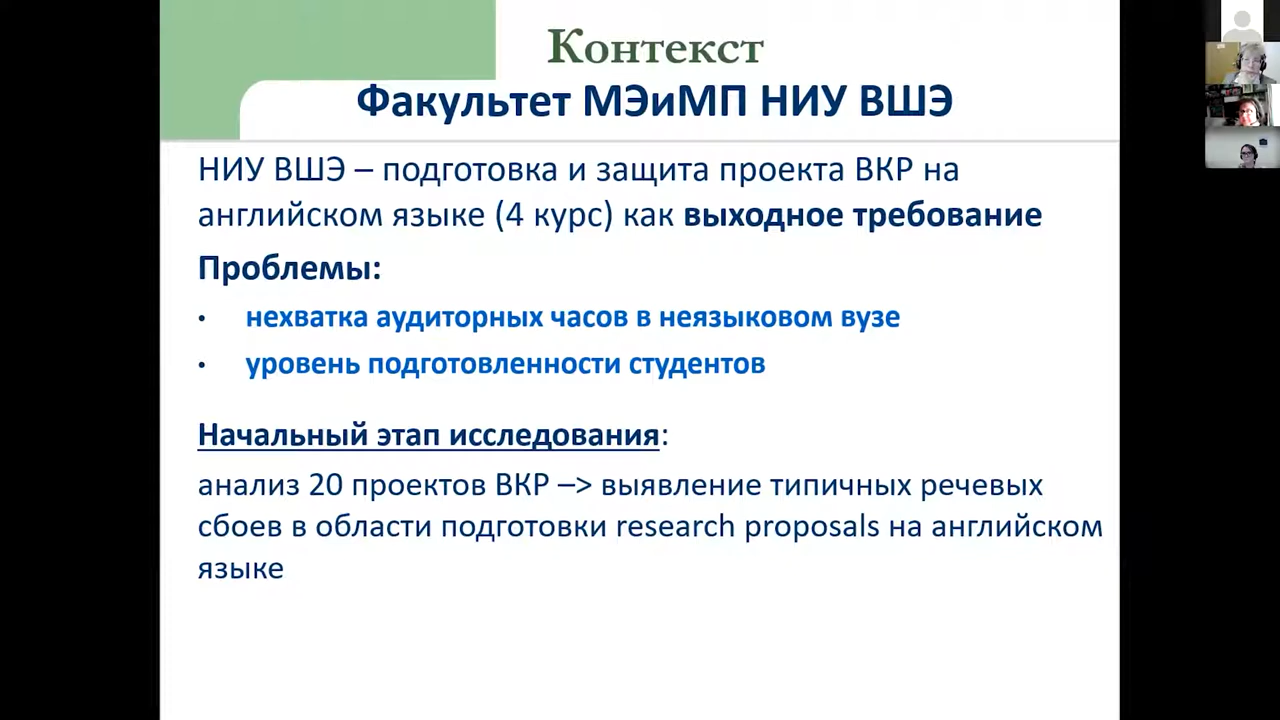 Контекст
Факультет МЭиМП НИУ ВШЭ
НИУ ВШЭ – подготовка и защита проекта ВКР на
английском языке (4 курс) как выходное требование
Проблемы:
• нехватка аудиторных часов в неязыковом вузе
• уровень подготовленности студентов
Начальный этап исследования:
анализ 20 проектов ВКР –> выявление типичных речевых
сбоев в области подготовки research proposals на английском
языке